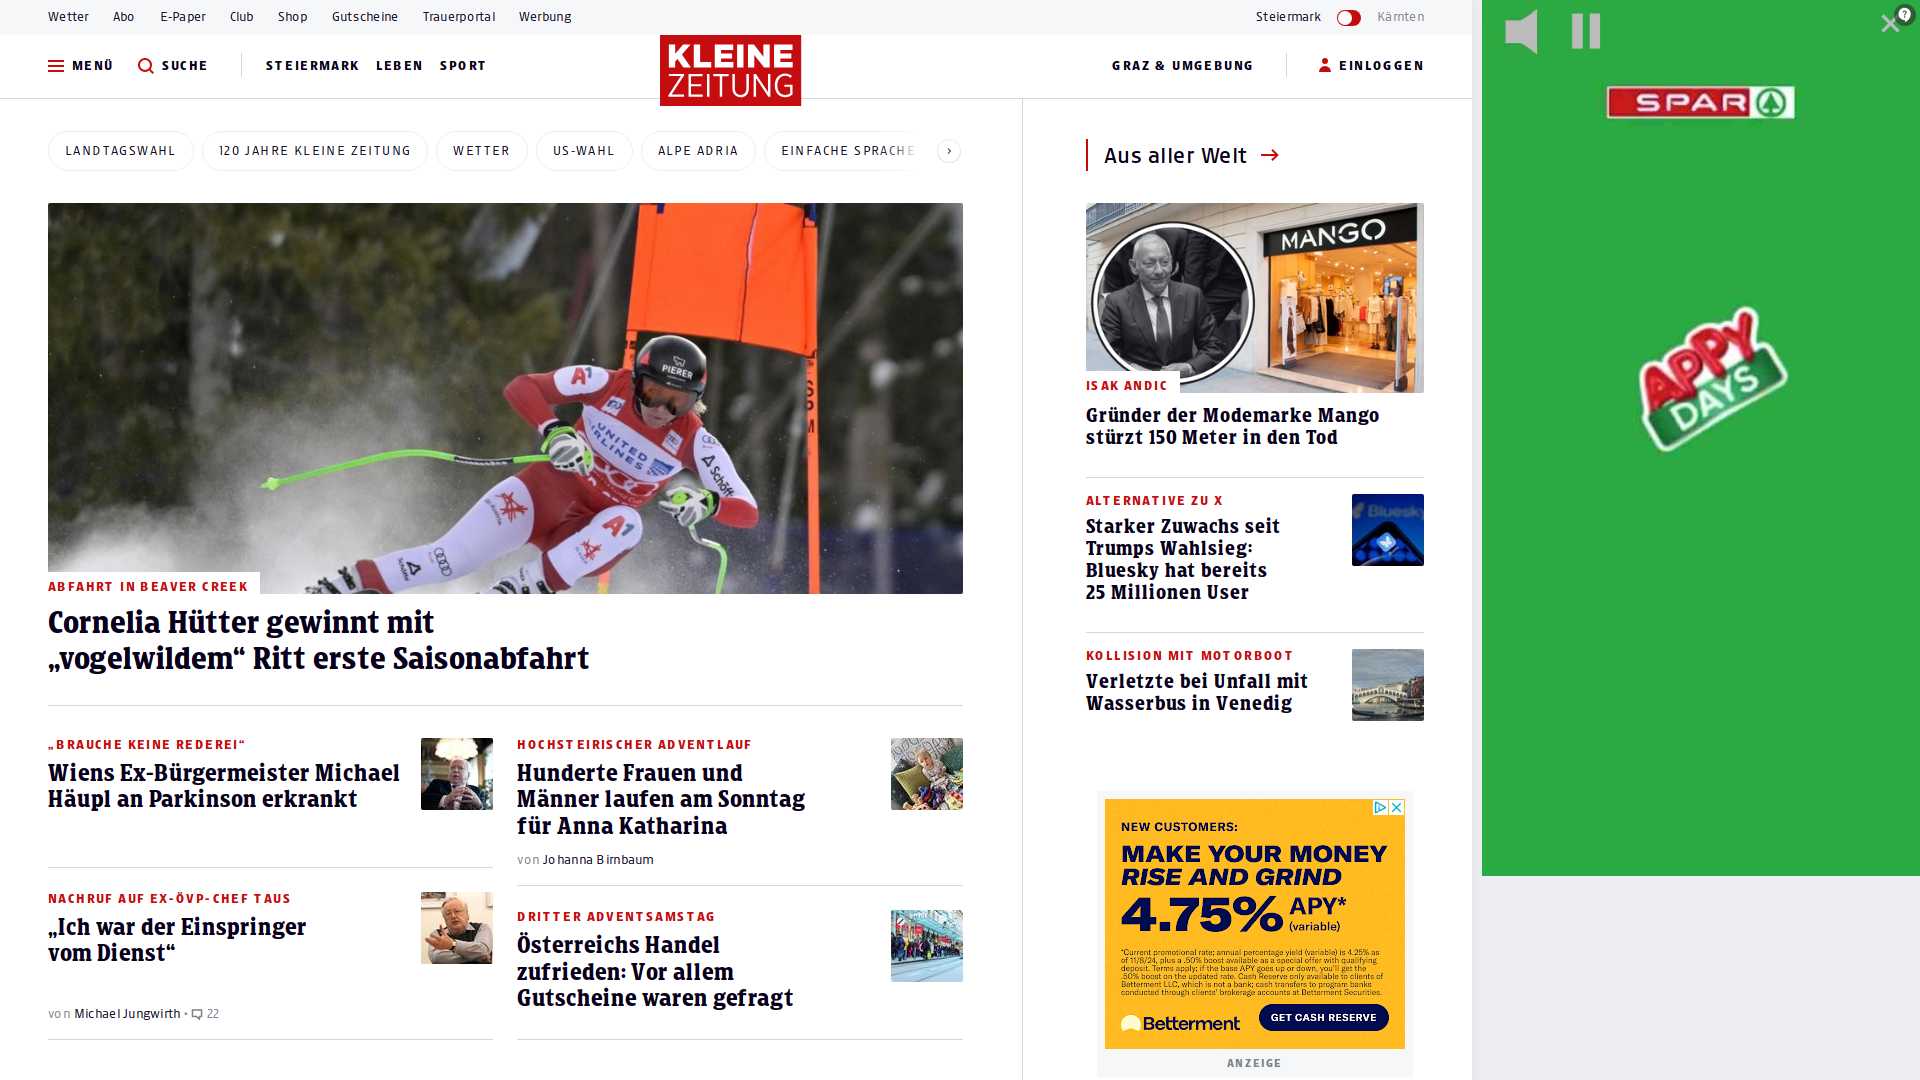 Wetter Abo E-Paper Club Shop Gutscheine Trauerportal Werbung Steiermark Kärnten
MENÜ SUCHE STEIERMARK LEBEN SPORT KLEINE ZEITUNG GRAZ & UMGEBUNG EINLOGGEN
LANDTAGSWAHL 120 JAHRE KLEINE ZEITUNG WETTER US-WAHL ALPE ADRIA EINFACHE SPRACHE
PIERER
A1
UNITED
AIRLINES
Schöffel
A1
Audi
ABFAHRT IN BEAVER CREEK
Cornelia Hütter gewinnt mit
„vogelwildem“ Ritt erste Saisonabfahrt
„BRAUCHE KEINE REDEREI“
Wiens Ex-Bürgermeister Michael
Häupl an Parkinson erkrankt
NACHRUF AUF EX-ÖVP-CHEF TAUS
„Ich war der Einspringer
vom Dienst“
von Michael Jungwirth • 22
HOCHSTEIRISCHER ADVENTLAUF
Hunderte Frauen und
Männer laufen am Sonntag
für Anna Katharina
von Johanna Birnbaum
DRITTER ADVENTSAMSTAG
Österreichs Handel
zufrieden: Vor allem
Gutscheine waren gefragt
Aus aller Welt
MANGO
ISAK ANDIC
Gründer der Modemarke Mango
stürzt 150 Meter in den Tod
ALTERNATIVE ZU X
Starker Zuwachs seit
Trumps Wahlsieg:
Bluesky hat bereits
25 Millionen User
Bluesky
KOLLISION MIT MOTORBOOT
Verletzte bei Unfall mit
Wasserbus in Venedig
NEW CUSTOMERS:
MAKE YOUR MONEY
RISE AND GRIND
4.75% APY*
(variable)
*Current promotional rate; annual percentage yield (variable) is 4.25% as
of 11/8/24, plus a .50% boost available as a special offer with qualifying
deposit. Terms apply; if the base APY goes up or down, you'll get the
.50% boost on the updated rate. Cash Reserve only available to clients of
Betterment LLC, which is not a bank; cash transfers to program banks
conducted through clients' brokerage accounts at Betterment Securities.
Betterment GET CASH RESERVE
ANZEIGE
SPAR
APPY
DAYS